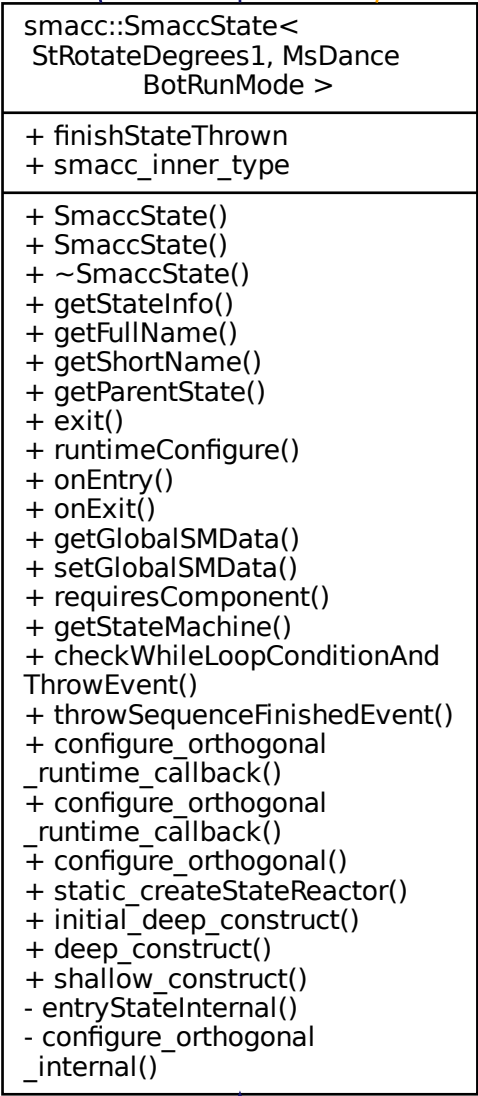 smacc::SmaccState<
StRotateDegrees1, MsDance
BotRunMode >
+ finishStateThrown
+ smacc_inner_type
+ SmaccState()
+ SmaccState()
+ ~SmaccState()
+ getStateInfo()
+ getFullName()
+ getShortName()
+ getParentState()
+ exit()
+ runtimeConfigure()
+ onEntry()
+ onExit()
+ getGlobalSMData()
+ setGlobalSMData()
+ requiresComponent()
+ getStateMachine()
+ checkWhileLoopConditionAnd
ThrowEvent()
+ throwSequenceFinishedEvent()
+ configure_orthogonal
_runtime_callback()
+ configure_orthogonal
_runtime_callback()
+ configure_orthogonal()
+ static_createStateReactor()
+ initial_deep_construct()
+ deep_construct()
+ shallow_construct()
- entryStateInternal()
- configure_orthogonal
_internal()